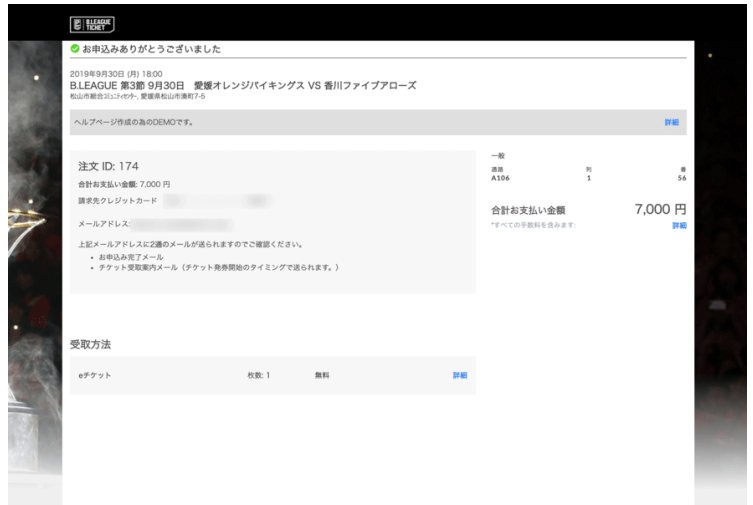 B.LEAGUE
TICKET
お申込みありがとうございました
2019年9月30日 (月) 18:00
B.LEAGUE 第3節 9月30日 愛媛オレンジバイキングス VS 香川ファイブアローズ
松山市総合コミュニティセンター, 愛媛県松山市湊町7-5
ヘルプページ作成の為のDEMOです。 詳細
注文 ID: 174
合計お支払い金額: 7,000 円
請求先クレジットカード
メールアドレス:
上記メールアドレスに2通のメールが送られますのでご確認ください。
• お申込み完了メール
• チケット受取案内メール（チケット発券開始のタイミングで送られます。）
一般
通路 列 番
A106 1 56
合計お支払い金額 7,000 円
*すべての手数料を含みます: 詳細
受取方法
eチケット 枚数: 1 無料 詳細